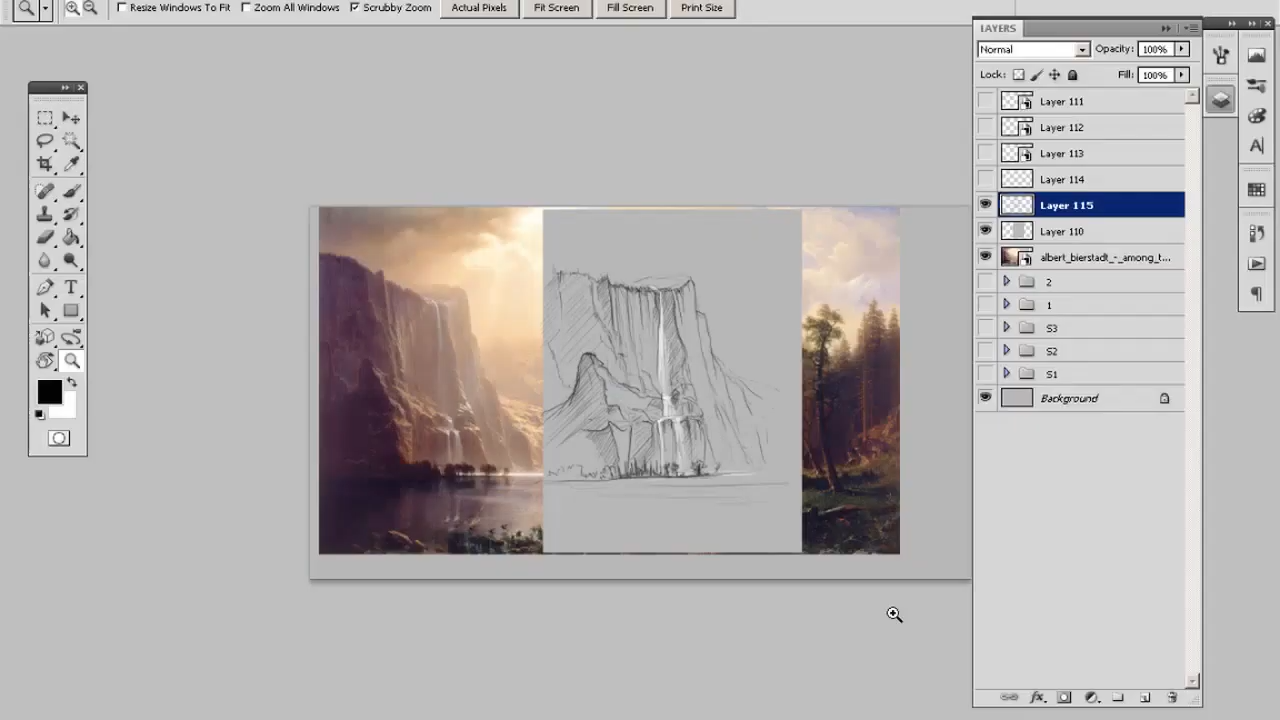 Resize Windows To Fit
Zoom All Windows
Scrubby Zoom
Actual Pixels
Fit Screen
Fill Screen
Print Size
LAYERS
Normal
Opacity: 100%
Lock:
Fill: 100%
Layer 111
Layer 112
Layer 113
Layer 114
Layer 115
Layer 110
albert_bierstadt_-_among_t...
2
1
S3
S2
S1
Background